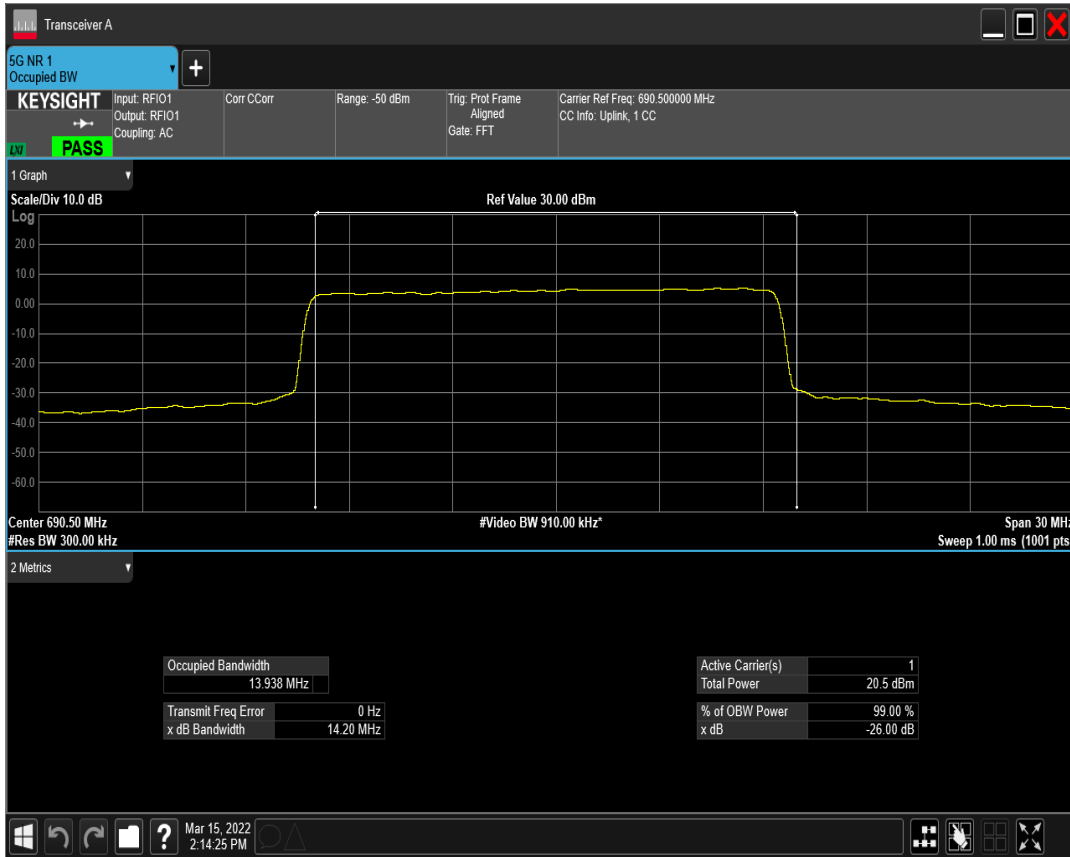 Transceiver A
5G NR 1
Occupied BW
KEYSIGHT
LXI
PASS
Input: RFIO1
Output: RFIO1
Coupling: AC
Corr CCorr
Range: -50 dBm
Trig: Prot Frame
Aligned
Gate: FFT
Carrier Ref Freq: 690.500000 MHz
CC Info: Uplink, 1 CC
1 Graph
Scale/Div 10.0 dB
Ref Value 30.00 dBm
Log
20.0
10.0
0.00
-10.0
-20.0
-30.0
-40.0
-50.0
-60.0
Center 690.50 MHz
#Video BW 910.00 kHz*
Span 30 MHz
#Res BW 300.00 kHz
Sweep 1.00 ms (1001 pts
2 Metrics
Occupied Bandwidth
13.938 MHz
Transmit Freq Error 0 Hz
x dB Bandwidth 14.20 MHz
Active Carrier(s) 1
Total Power 20.5 dBm
% of OBW Power 99.00 %
x dB -26.00 dB
?
Mar 15, 2022
2:14:25 PM